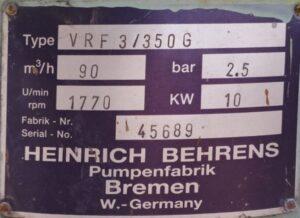 Type VRF 3/350G
m³/h 90 bar 2.5
U/min
rpm 1770 KW 10
Fabrik - Nr.
Serial - No. 45689
HEINRICH BEHRENS
Pumpenfabrik
Bremen
W.-Germany